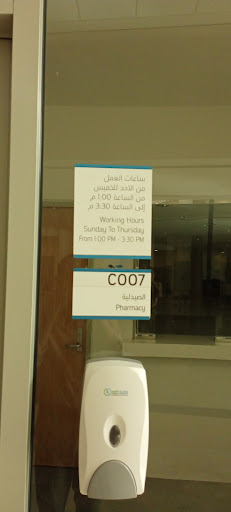 ساعات العمل
من الأحد للخميس
من الساعة 1:00 م
إلى الساعة 3:30 م
Working Hours
Sunday To Thursday
From 1:00 PM - 3:30 PM
C007
الصيدلية
Pharmacy